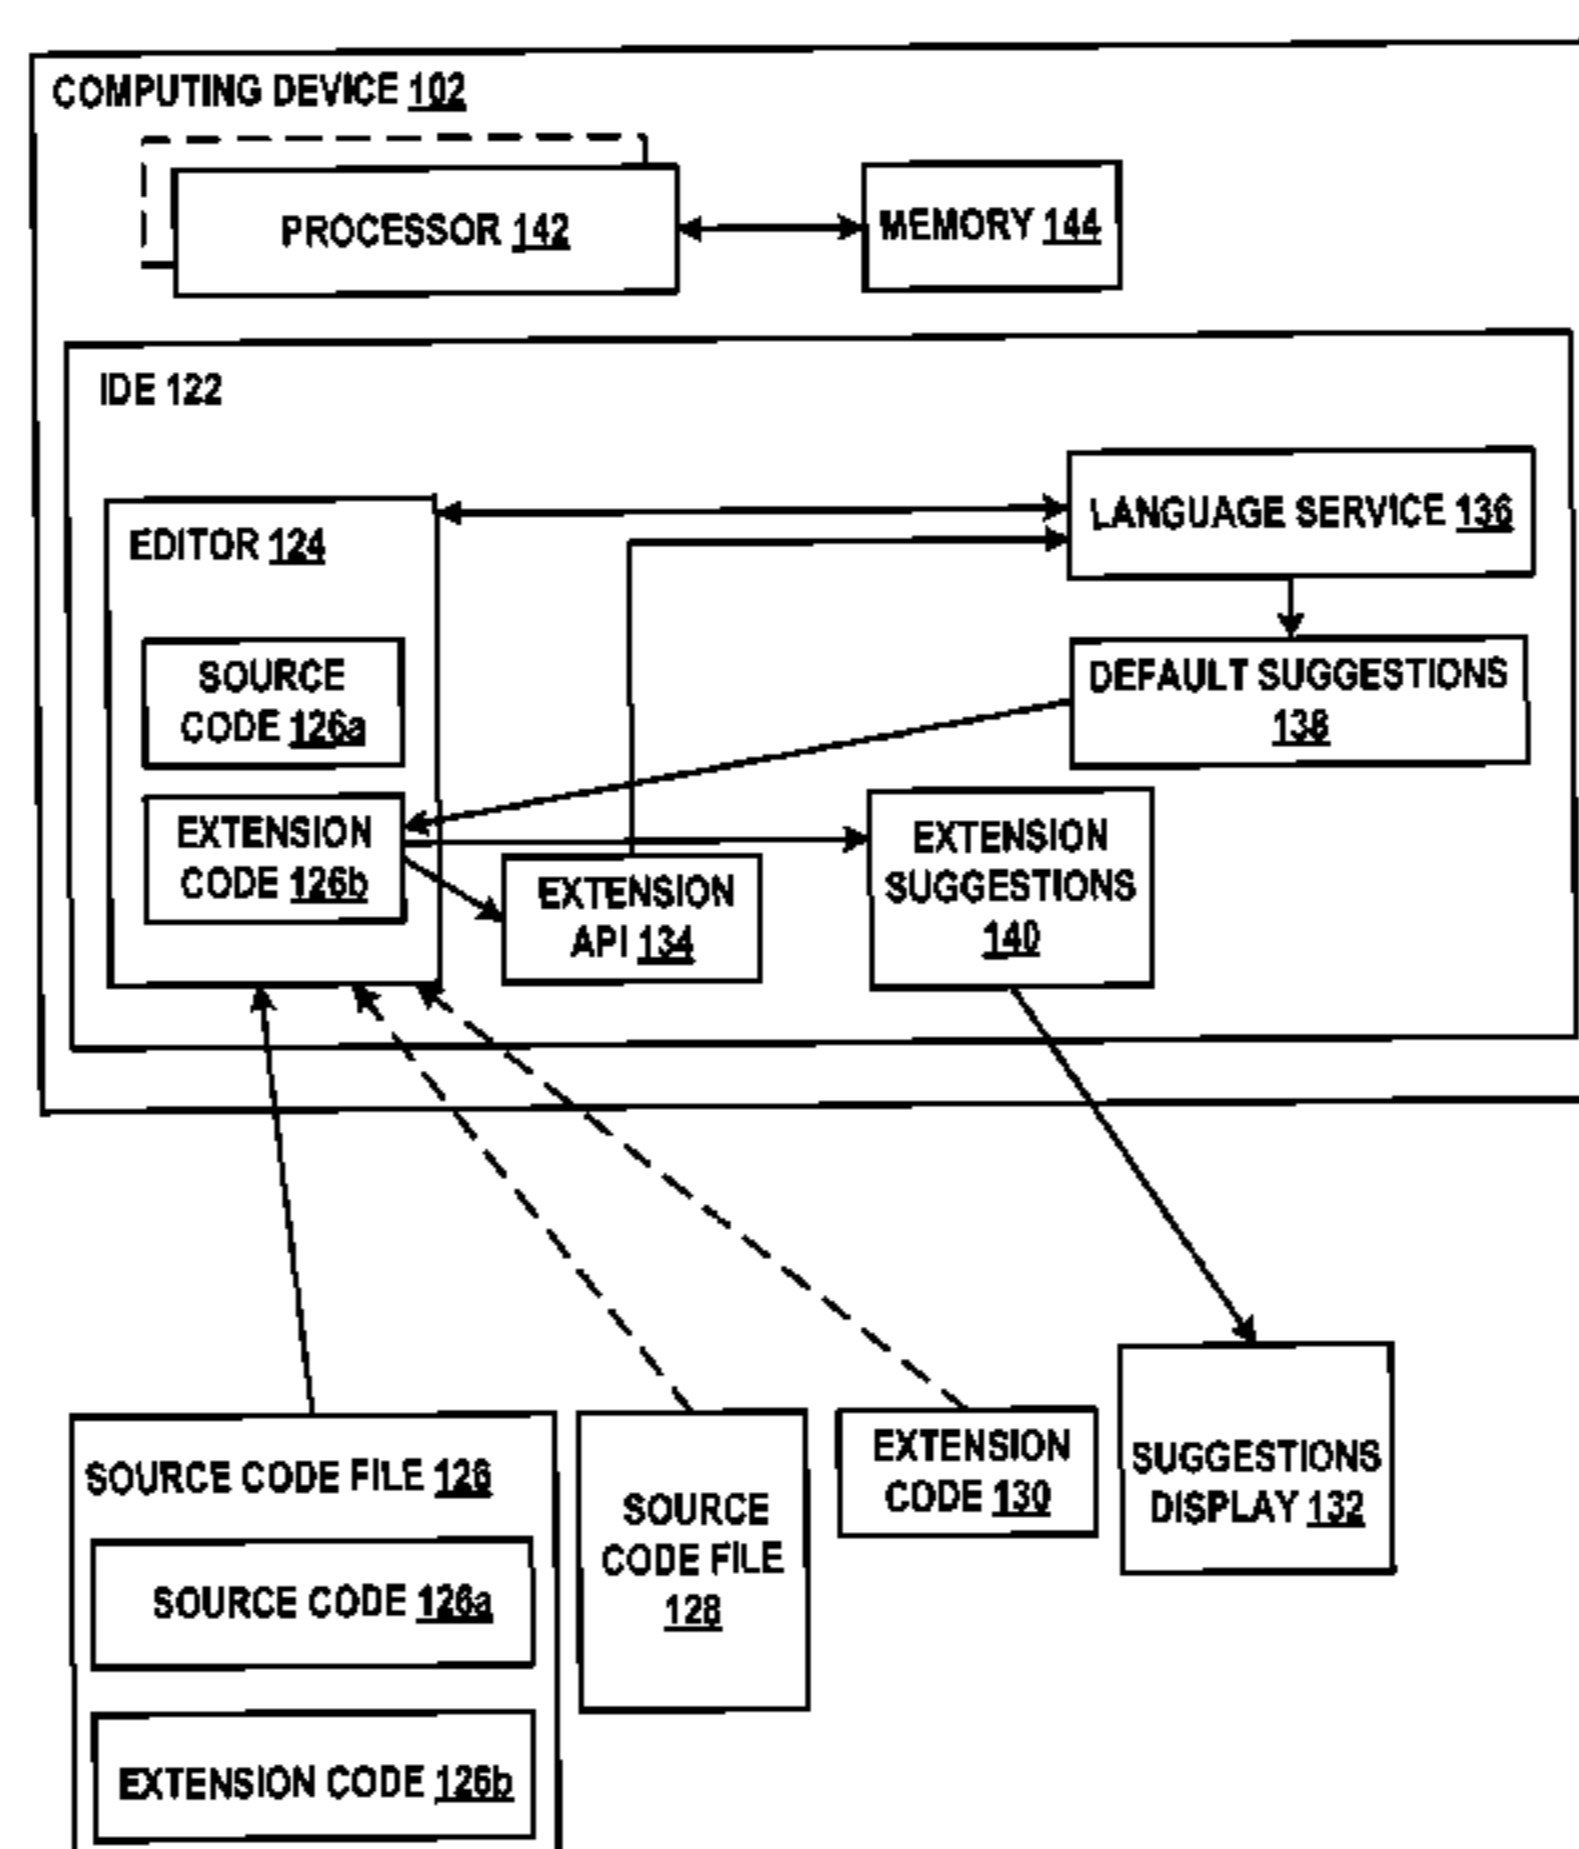 COMPUTING DEVICE 102
PROCESSOR 142
MEMORY 144
IDE 122
LANGUAGE SERVICE 136
EDITOR 124
SOURCE
CODE 126a
DEFAULT SUGGESTIONS
138
EXTENSION
CODE 126b
EXTENSION
API 134
EXTENSION
SUGGESTIONS
140
SOURCE CODE FILE 126
SOURCE CODE 126a
EXTENSION CODE 126b
SOURCE
CODE FILE
128
EXTENSION
CODE 130
SUGGESTIONS
DISPLAY 132